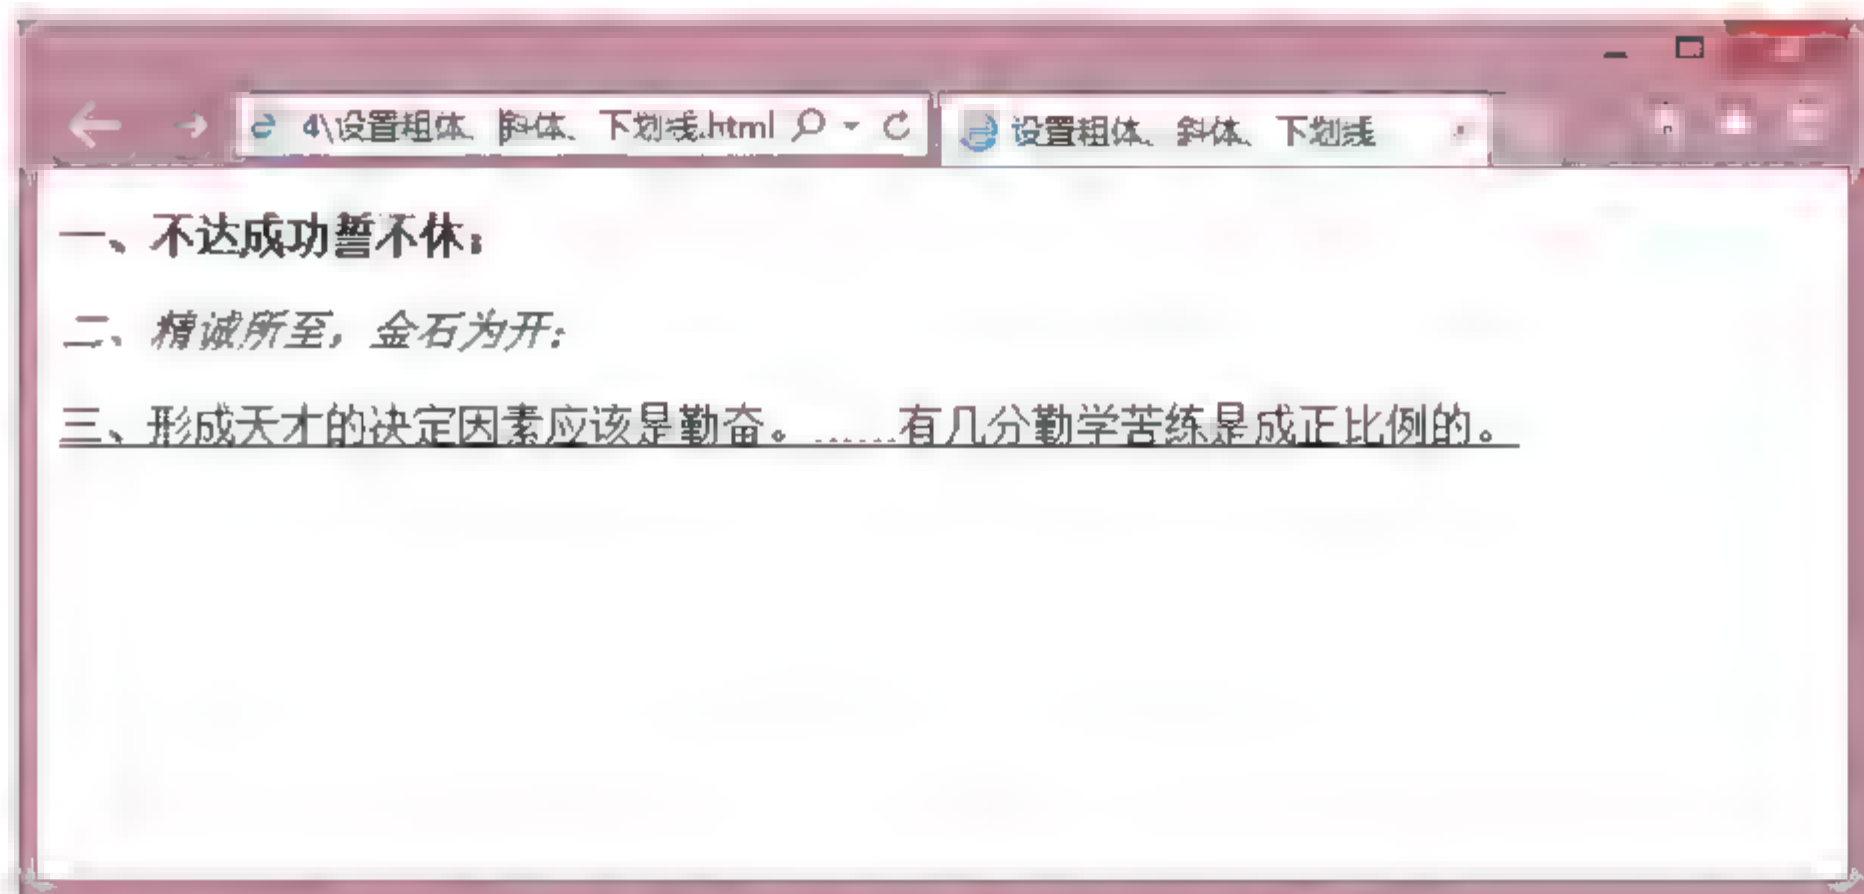 4\设置粗体、斜体、下划线.html
设置粗体、斜体、下划线
一、不达成功誓不休;
二、精诚所至，金石为开;
三、形成天才的决定因素应该是勤奋。……有几分勤学苦练是成正比例的。